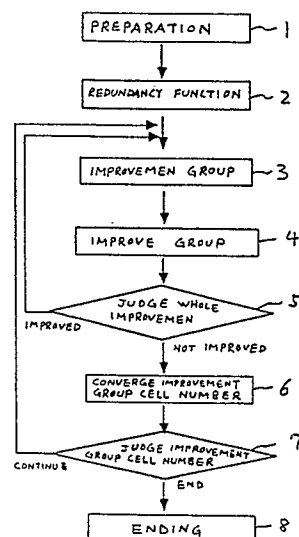 PREPARATION
1
REDUNDANCY FUNCTION
2
IMPROVEMEN GROUP
3
IMPROVE GROUP
4
JUDGE WHOLE
IMPROVEMEN
5
IMPROVED
NOT IMPROVED
CONVERGE IMPROVEMENT
GROUP CELL NUMBER
6
JUDGE IMPROVEMENT
GROUP CELL NUMBER
7
CONTINUE
END
ENDING
8